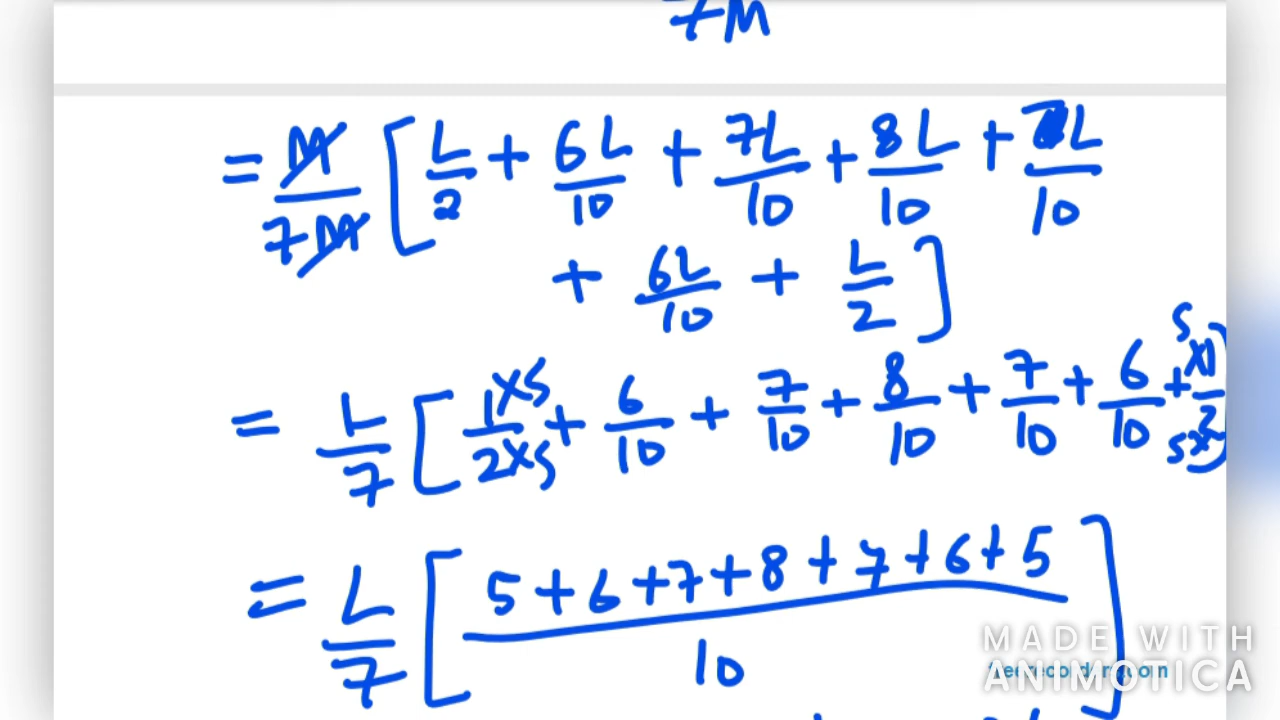 7M
= M/7M [ L/2 + 6L/10 + 7L/10 + 8L/10 + 7L/10
+ 6L/10 + L/2 ]
= L/7 [ 1×5/2×5 + 6/10 + 7/10 + 8/10 + 7/10 + 6/10 + 5×1/5×2 ]
= L/7 [ 5+6+7+8+7+6+5/10 ]
MADE WITH
ANIMOTICA